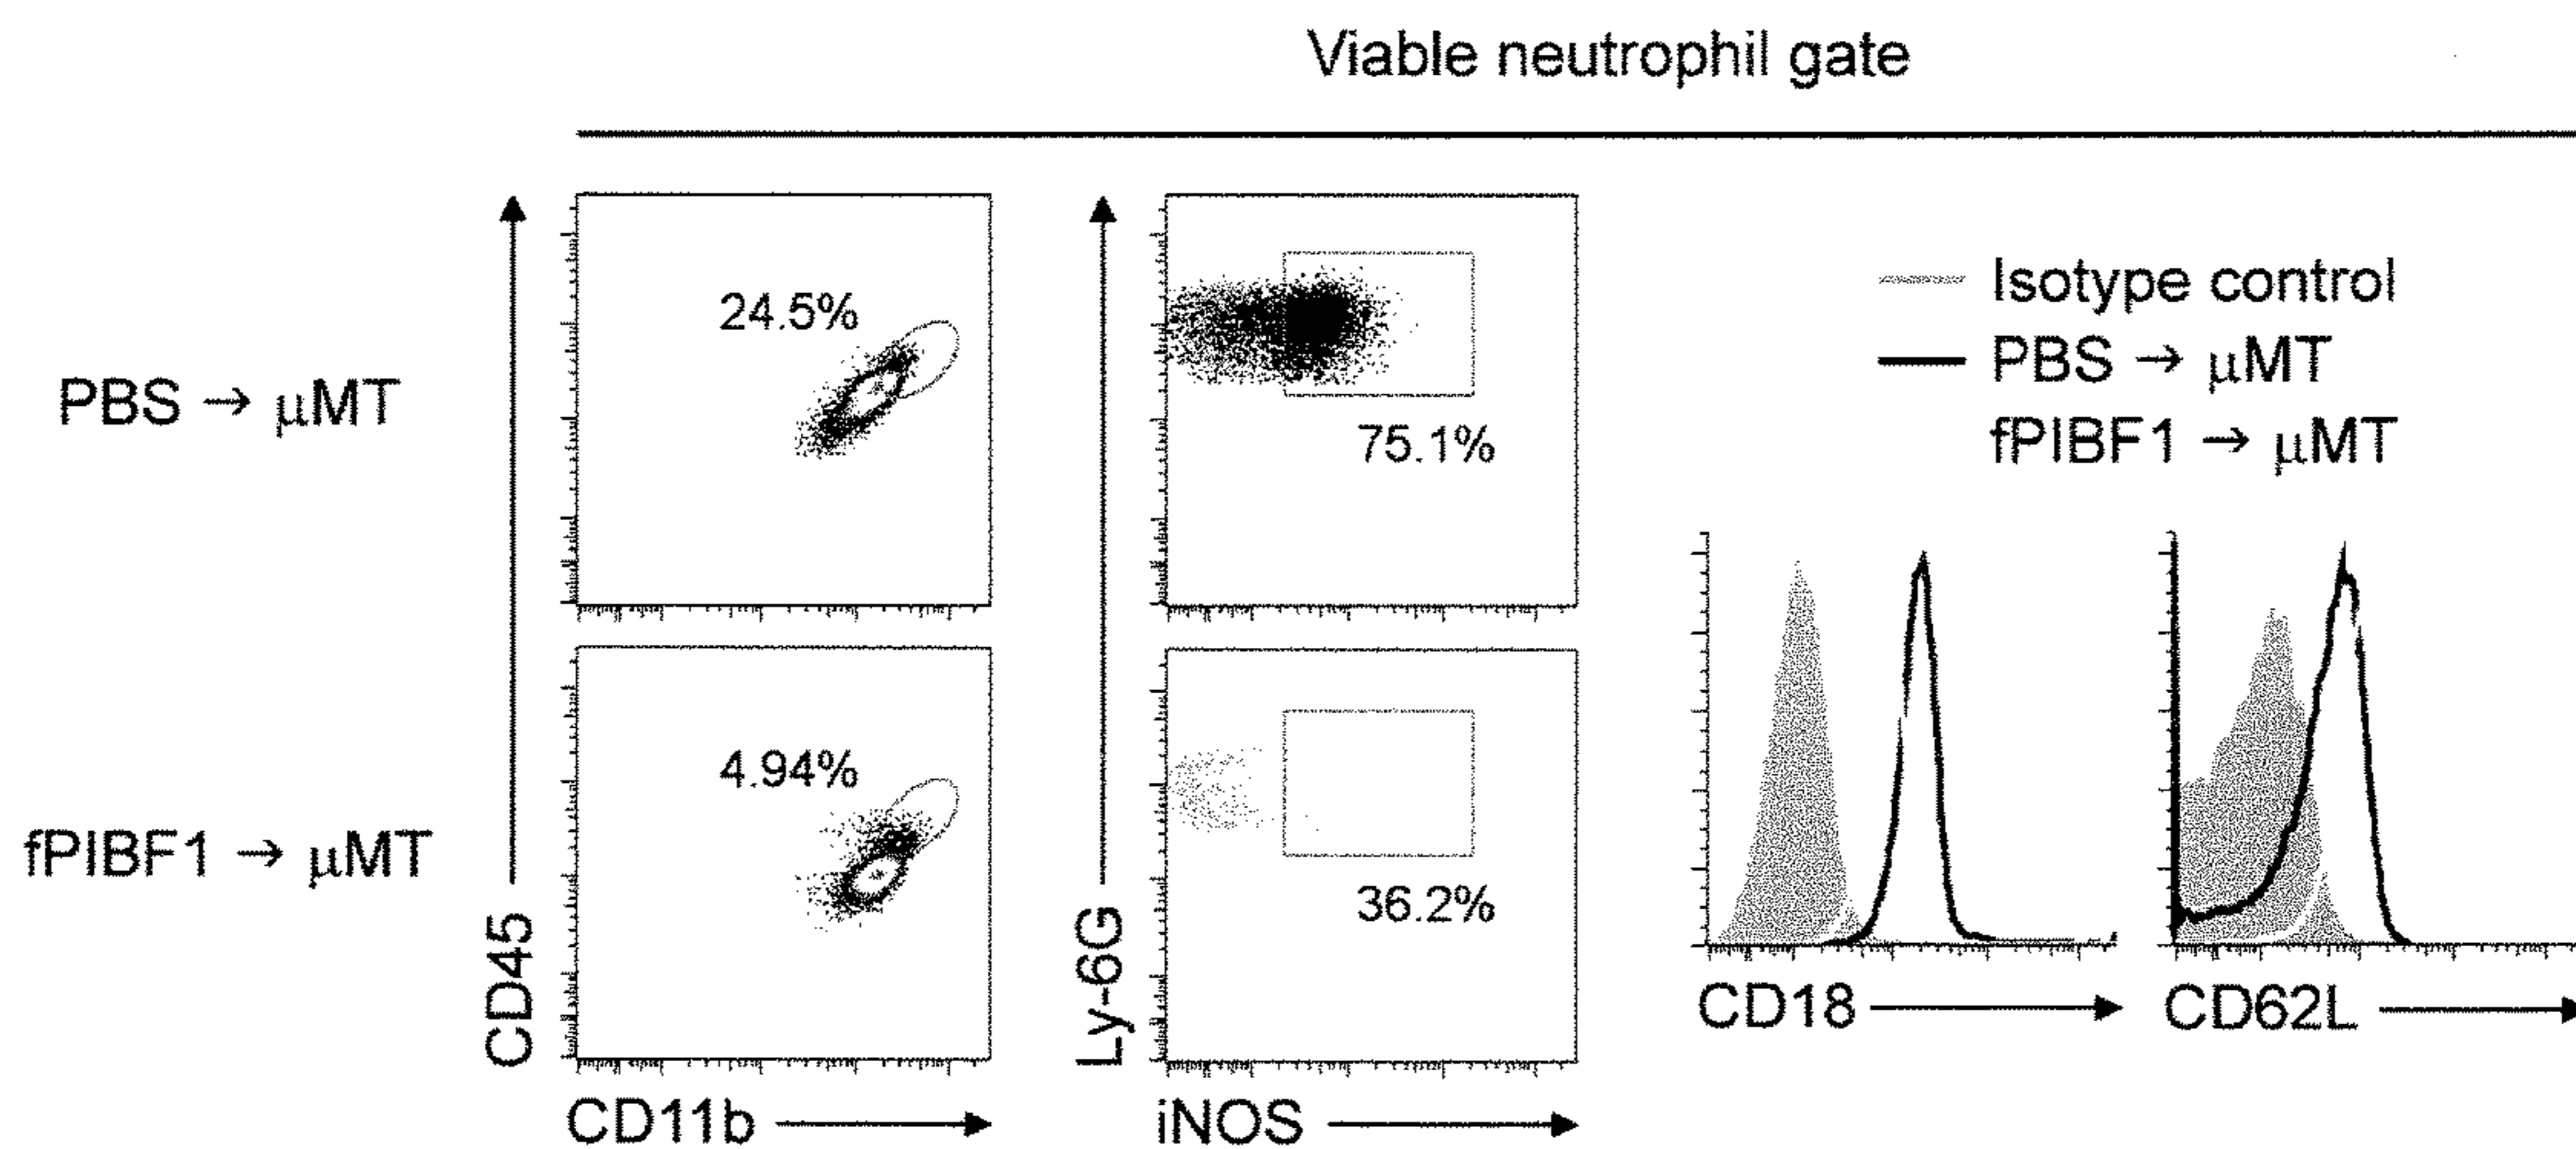 Viable neutrophil gate
PBS → μMT
fPIBF1 → μMT
CD45
24.5%
4.94%
CD11b
Ly-6G
75.1%
36.2%
iNOS
Isotype control
PBS → μMT
fPIBF1 → μMT
CD18
CD62L